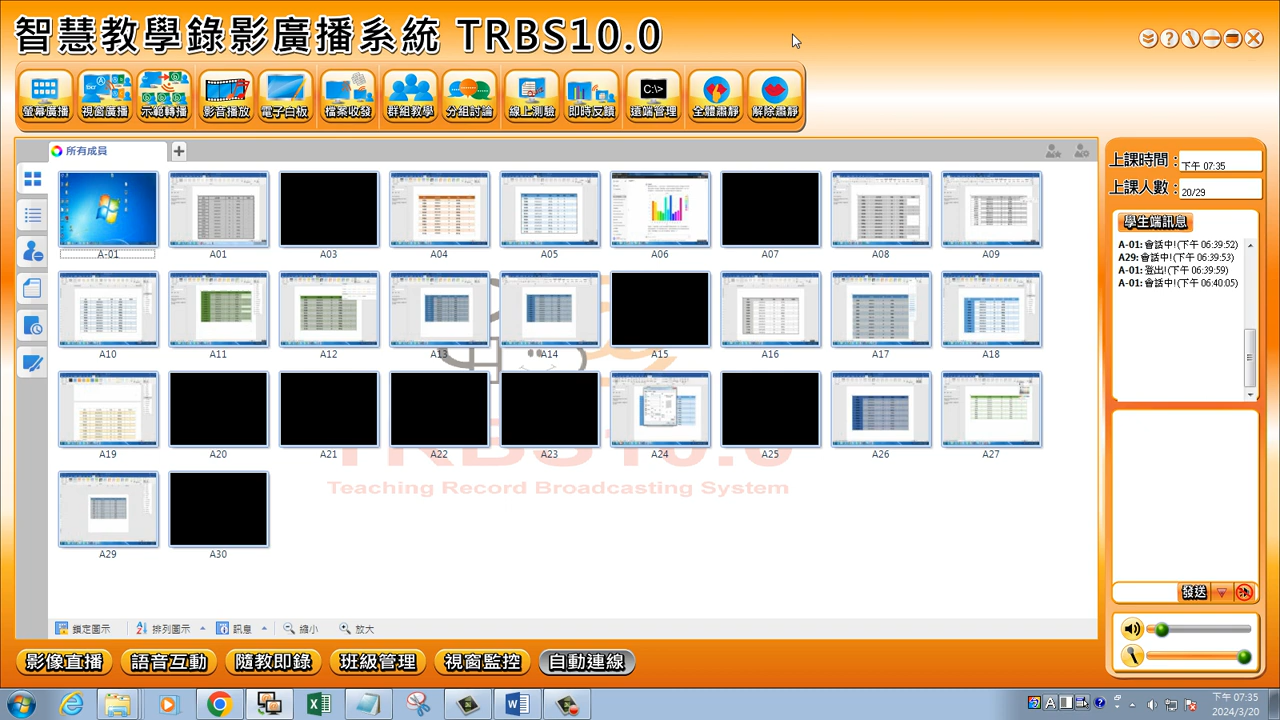 智慧教學錄影廣播系統 TRBS10.0
螢幕廣播 視窗廣播 示範轉播 影音播放 電子白板 檔案收發 群組教學 分組討論 線上測驗 即時反饋 遠端管理 全體肅靜 解除肅靜
C:\>
所有成員
上課時間： 下午 07:35
上課人數： 20/29
學生端訊息
A-01: 會話中!(下午 06:39:52)
A29: 會話中!(下午 06:39:53)
A-01: 登出!(下午 06:39:59)
A-01: 會話中!(下午 06:40:05)
A-01 A01 A03 A04 A05 A06 A07 A08 A09
A10 A11 A12 A13 A14 A15 A16 A17 A18
A19 A20 A21 A22 A23 A24 A25 A26 A27
TRBS10.0
Teaching Record Broadcasting System
A29 A30
發送
鎖定圖示 排列圖示 訊息 縮小 放大
影像直播 語音互動 隨教即錄 班級管理 視窗監控 自動連線
下午 07:35
2024/3/20